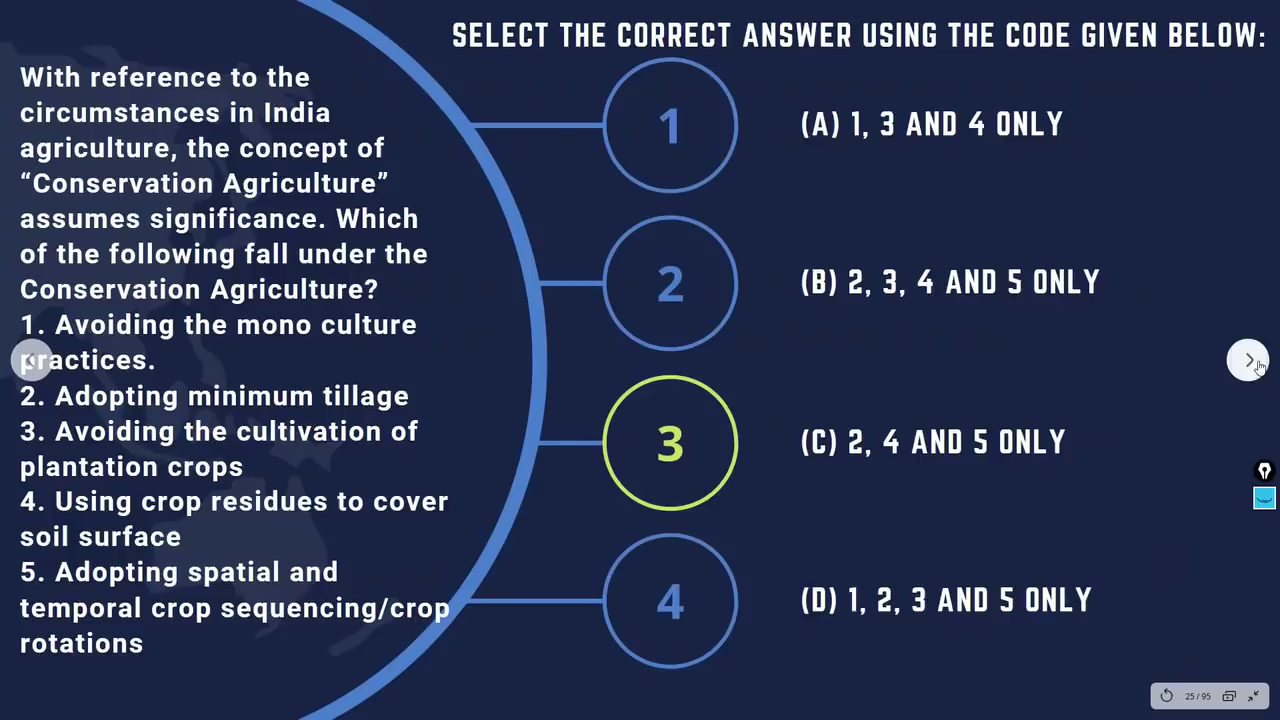 SELECT THE CORRECT ANSWER USING THE CODE GIVEN BELOW:
With reference to the
circumstances in India
agriculture, the concept of
“Conservation Agriculture”
assumes significance. Which
of the following fall under the
Conservation Agriculture?
1. Avoiding the mono culture
practices.
2. Adopting minimum tillage
3. Avoiding the cultivation of
plantation crops
4. Using crop residues to cover
soil surface
5. Adopting spatial and
temporal crop sequencing/crop
rotations
1 (A) 1, 3 AND 4 ONLY
2 (B) 2, 3, 4 AND 5 ONLY
3 (C) 2, 4 AND 5 ONLY
4 (D) 1, 2, 3 AND 5 ONLY
25 / 95